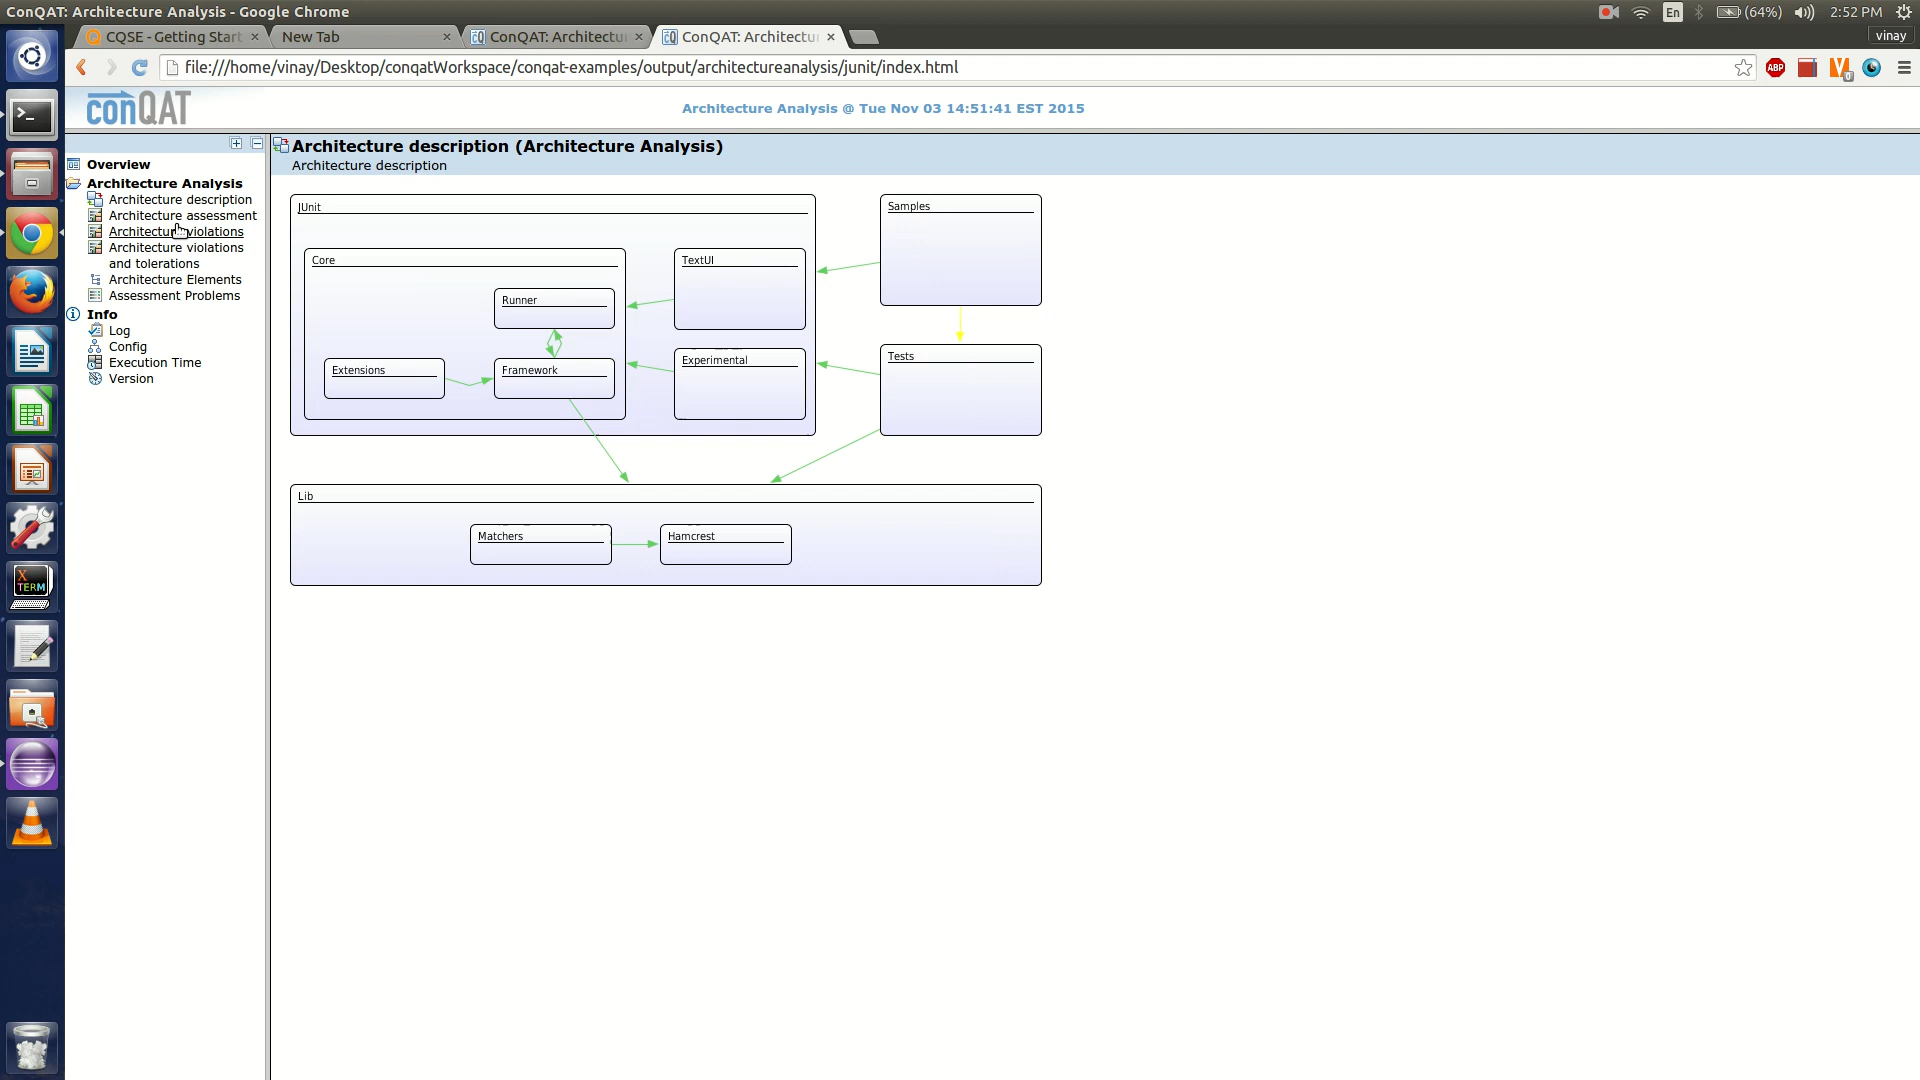 ConQAT: Architecture Analysis - Google Chrome
En
(64%)
2:52 PM
CQSE - Getting Start
New Tab
ConQAT: Architectu
ConQAT: Architectu
vinay
file:///home/vinay/Desktop/conqatWorkspace/conqat-examples/output/architectureanalysis/junit/index.html
ABP
0
conQAT
Architecture Analysis @ Tue Nov 03 14:51:41 EST 2015
Overview
Architecture Analysis
Architecture description
Architecture assessment
Architecture violations
Architecture violations
and tolerations
Architecture Elements
Assessment Problems
Info
Log
Config
Execution Time
Version
Architecture description (Architecture Analysis)
Architecture description
JUnit
Samples
Core
TextUI
Runner
Tests
Experimental
Extensions
Framework
Lib
Matchers
Hamcrest
X
TERM